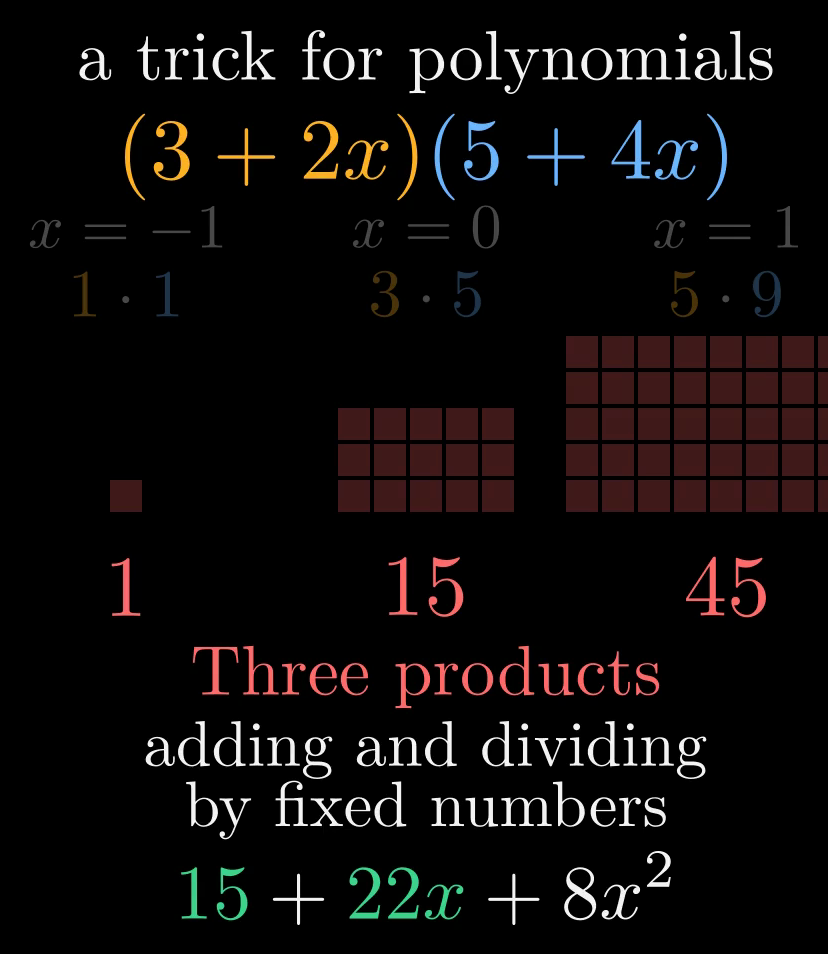 a trick for polynomials
(3 + 2x)(5 + 4x)
x = −1 x = 0 x = 1
1 · 1 3 · 5 5 · 9
1 15 45
Three products
adding and dividing
by fixed numbers
15 + 22x + 8x²